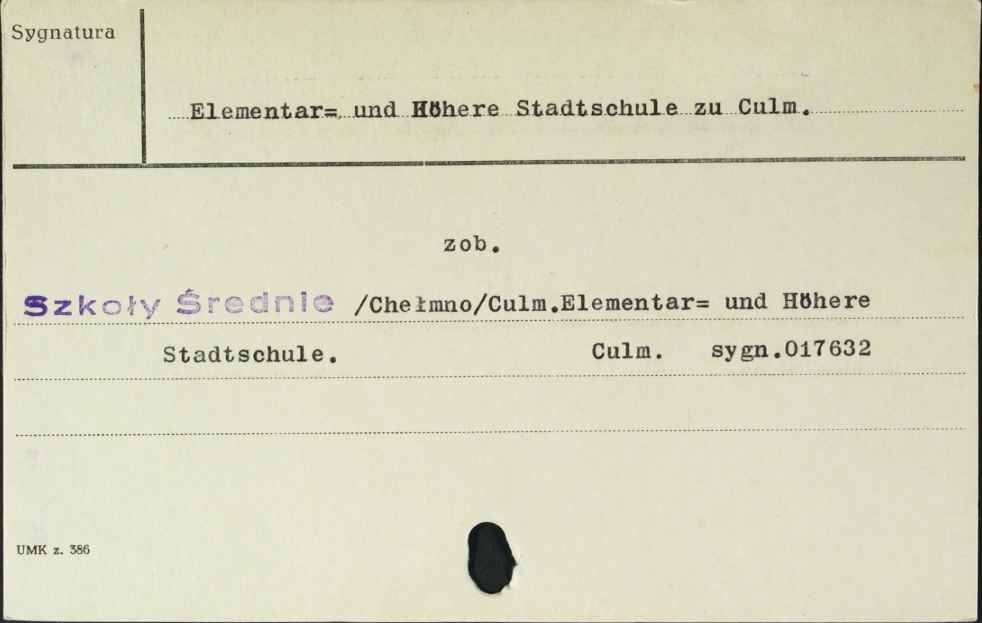 Sygnatura
Elementar= und Höhere Stadtschule zu Culm.
zob.
Szkoły Średnie /Chełmno/Culm.Elementar= und Höhere
Stadtschule. Culm. sygn.017632
UMK z. 386